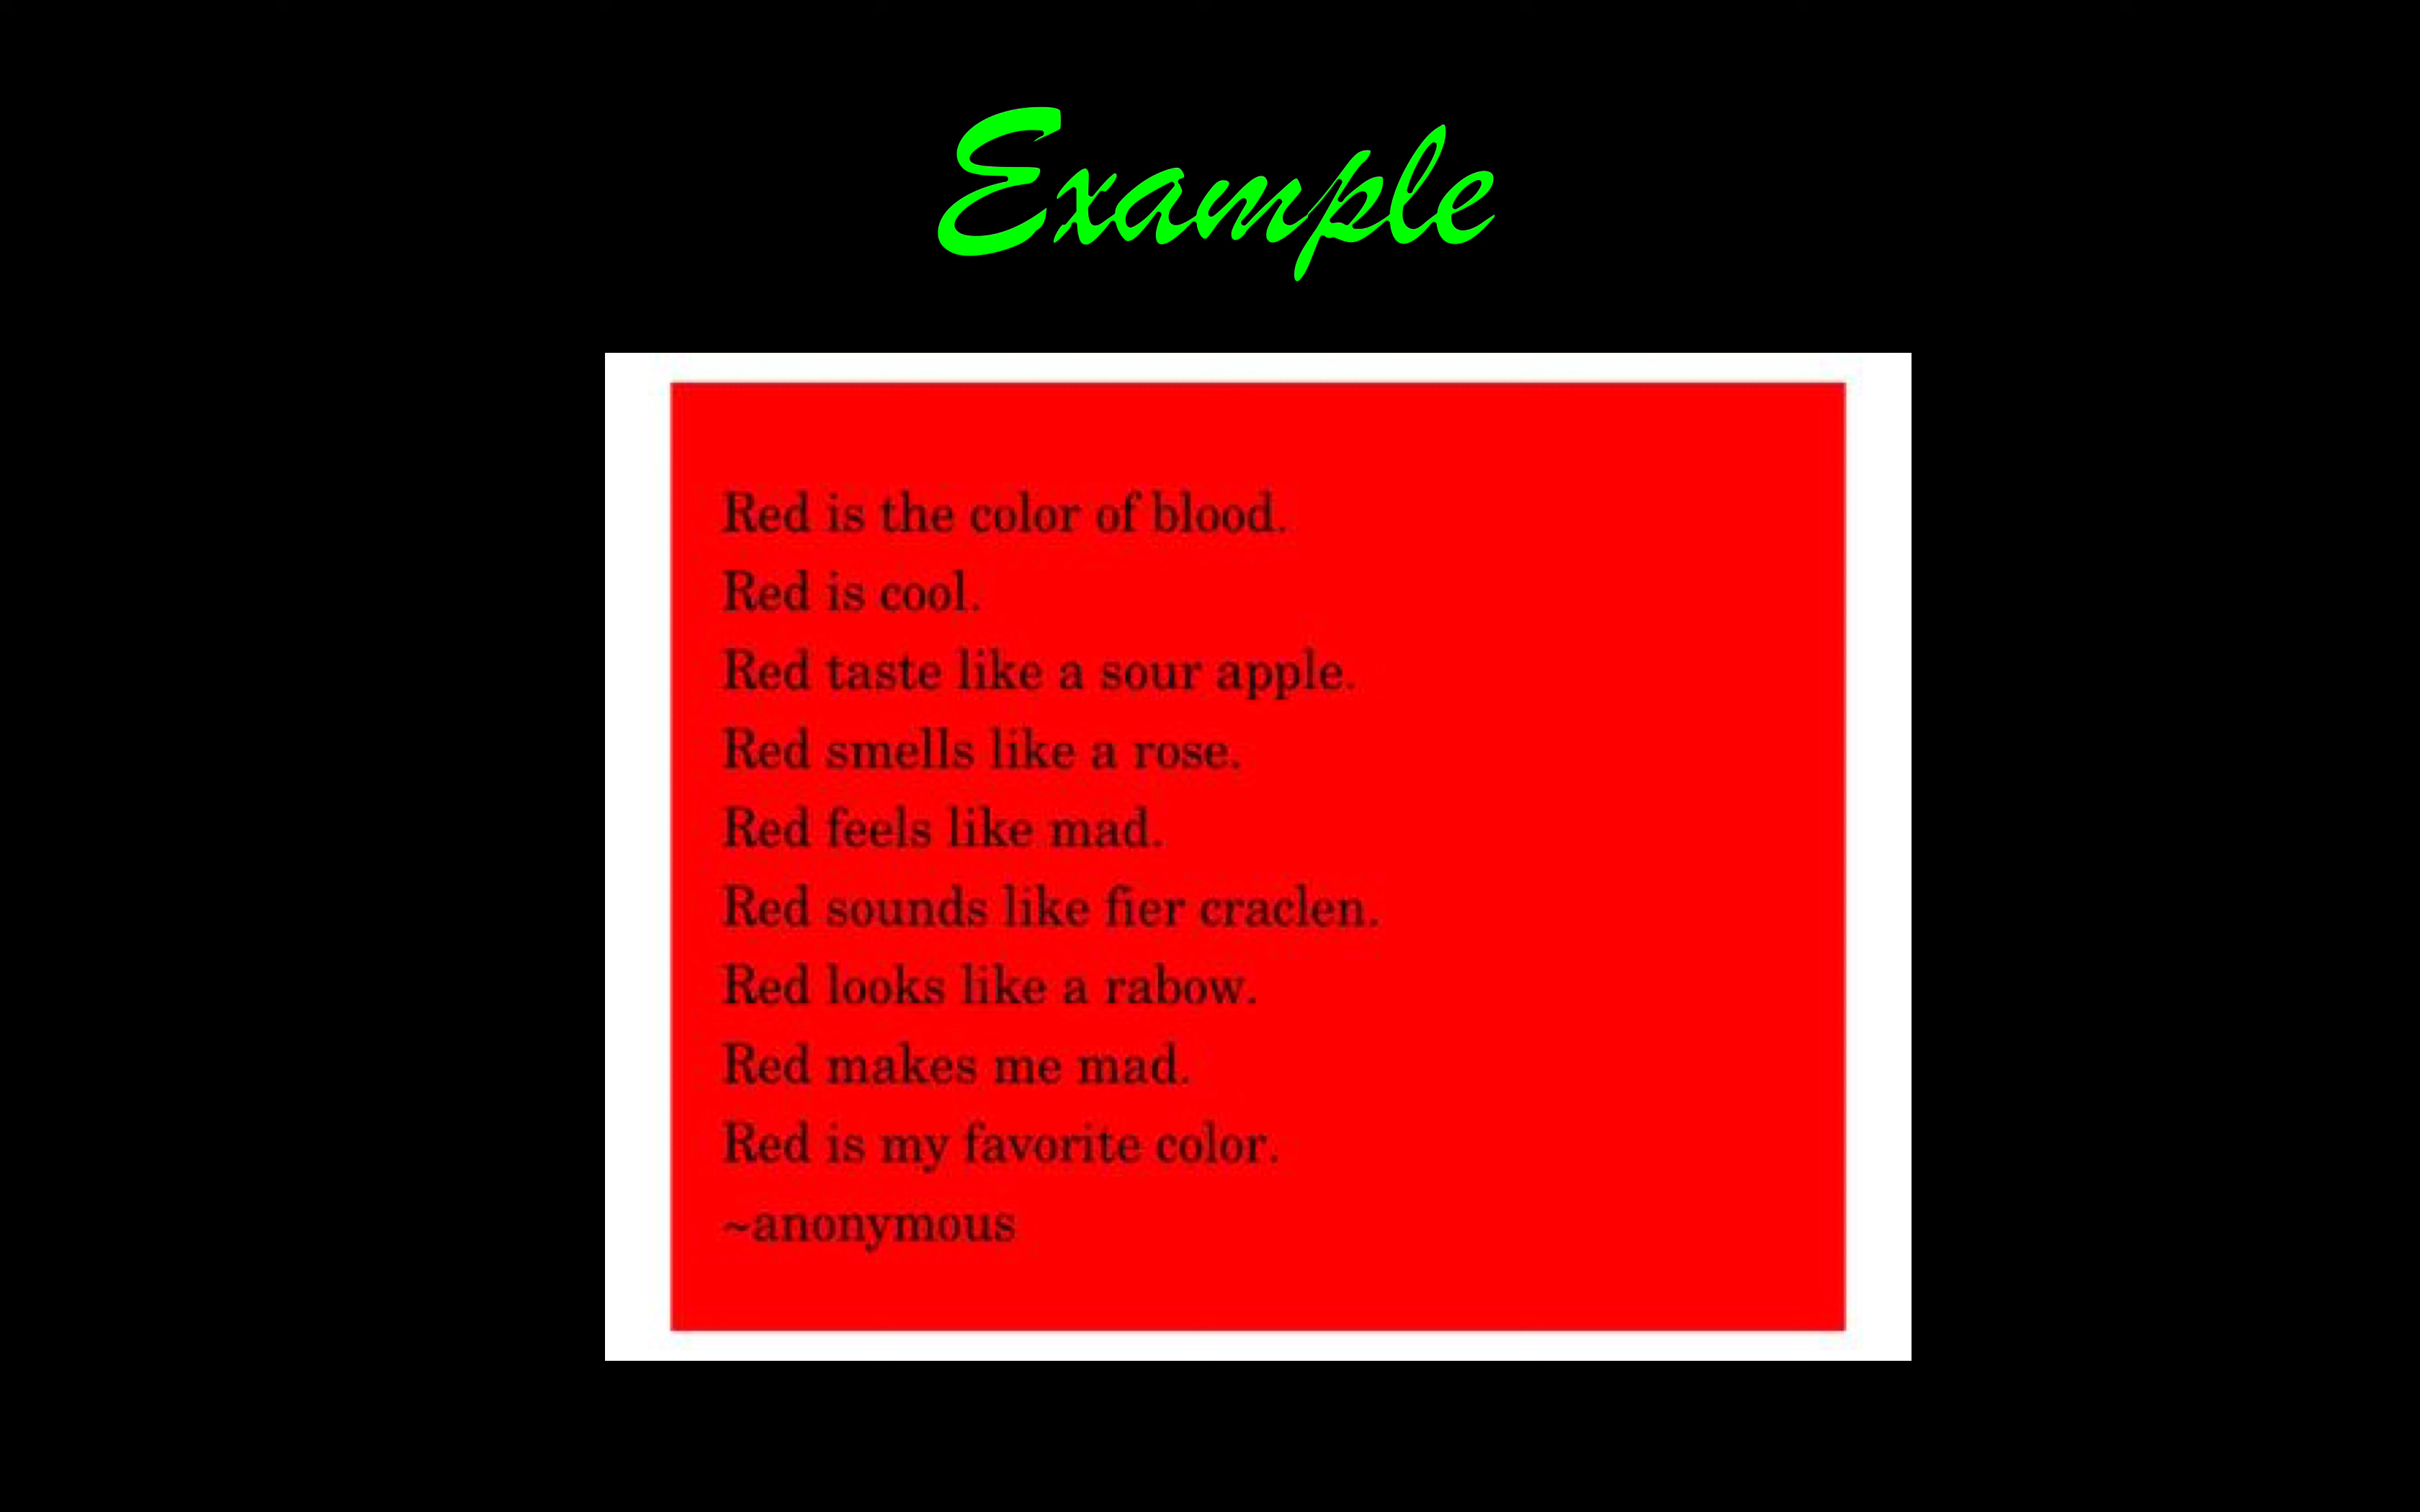 Example
Red is the color of blood.
Red is cool.
Red taste like a sour apple.
Red smells like a rose.
Red feels like mad.
Red sounds like fier craclen.
Red looks like a rabow.
Red makes me mad.
Red is my favorite color.
~anonymous